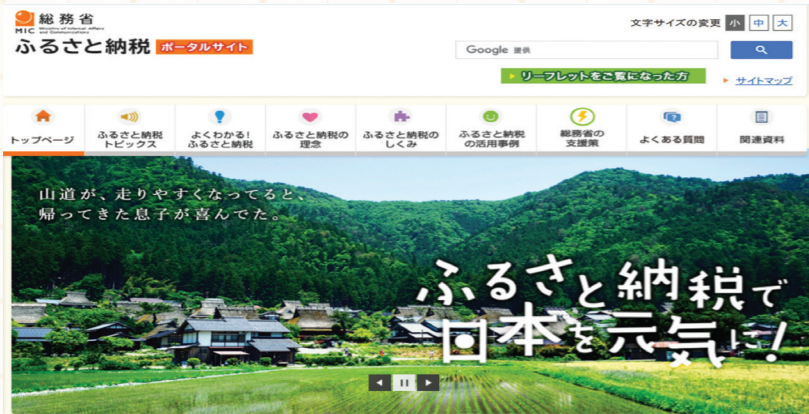 総務省
文字サイズの変更 小 中 大
MIC Ministry of Internal Affairs
and Communications
ふるさと納税 ポータルサイト
Google 提供
リーフレットをご覧になった方
サイトマップ
トップページ
ふるさと納税
トピックス
よくわかる!
ふるさと納税
ふるさと納税の
理念
ふるさと納税の
しくみ
ふるさと納税
の活用事例
総務省の
支援策
よくある質問
関連資料
山道が、走りやすくなってると、
帰ってきた息子が喜んでた。
ふるさと納税で
日本を元気に!